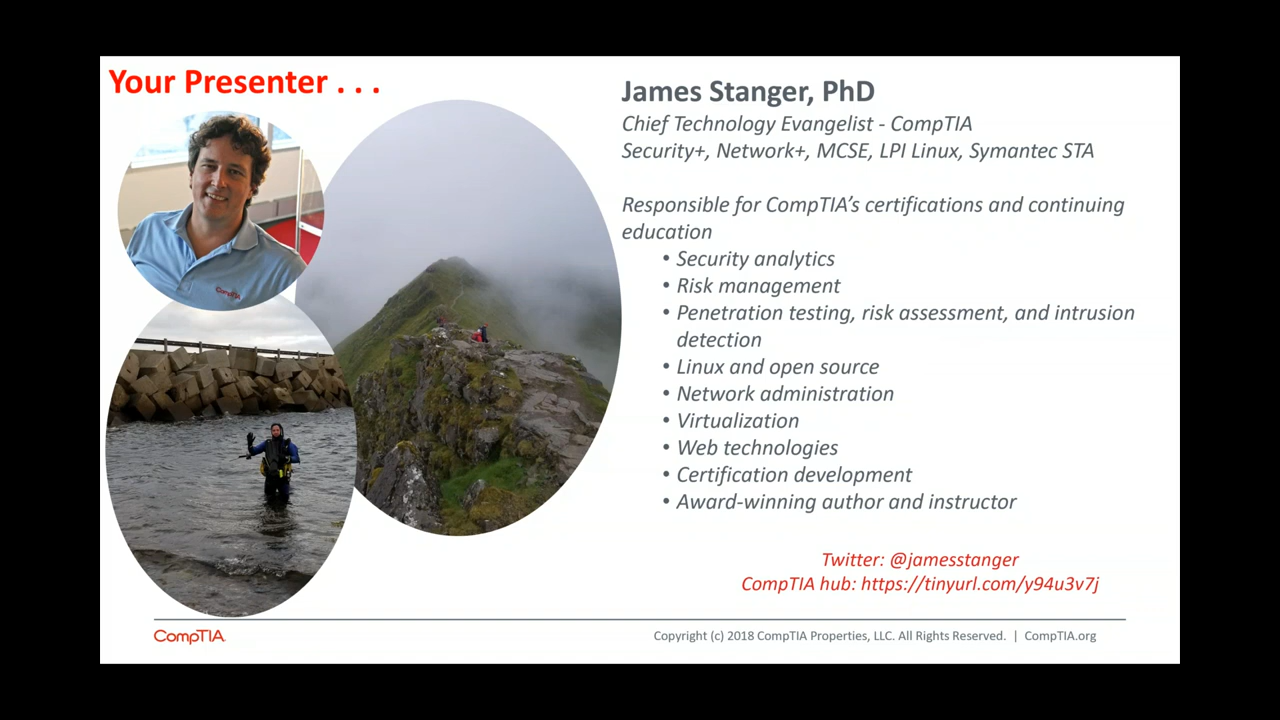 Your Presenter . . .
James Stanger, PhD
Chief Technology Evangelist - CompTIA
Security+, Network+, MCSE, LPI Linux, Symantec STA
Responsible for CompTIA’s certifications and continuing
education
• Security analytics
• Risk management
• Penetration testing, risk assessment, and intrusion
detection
• Linux and open source
• Network administration
• Virtualization
• Web technologies
• Certification development
• Award-winning author and instructor
Twitter: @jamesstanger
CompTIA hub: https://tinyurl.com/y94u3v7j
CompTIA
CompTIA.
Copyright (c) 2018 CompTIA Properties, LLC. All Rights Reserved. | CompTIA.org